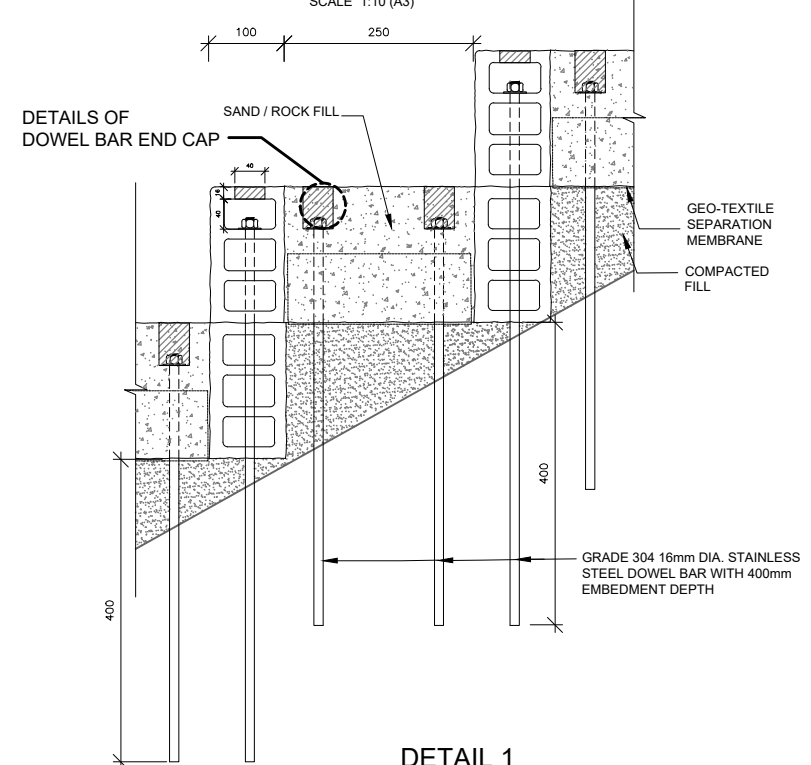 SCALE 1:10 (A3)
100
250
DETAILS OF
DOWEL BAR END CAP
SAND / ROCK FILL
40
16
40
GEO-TEXTILE
SEPARATION
MEMBRANE
COMPACTED
FILL
400
GRADE 304 16mm DIA. STAINLESS
STEEL DOWEL BAR WITH 400mm
EMBEDMENT DEPTH
400
DETAIL 1